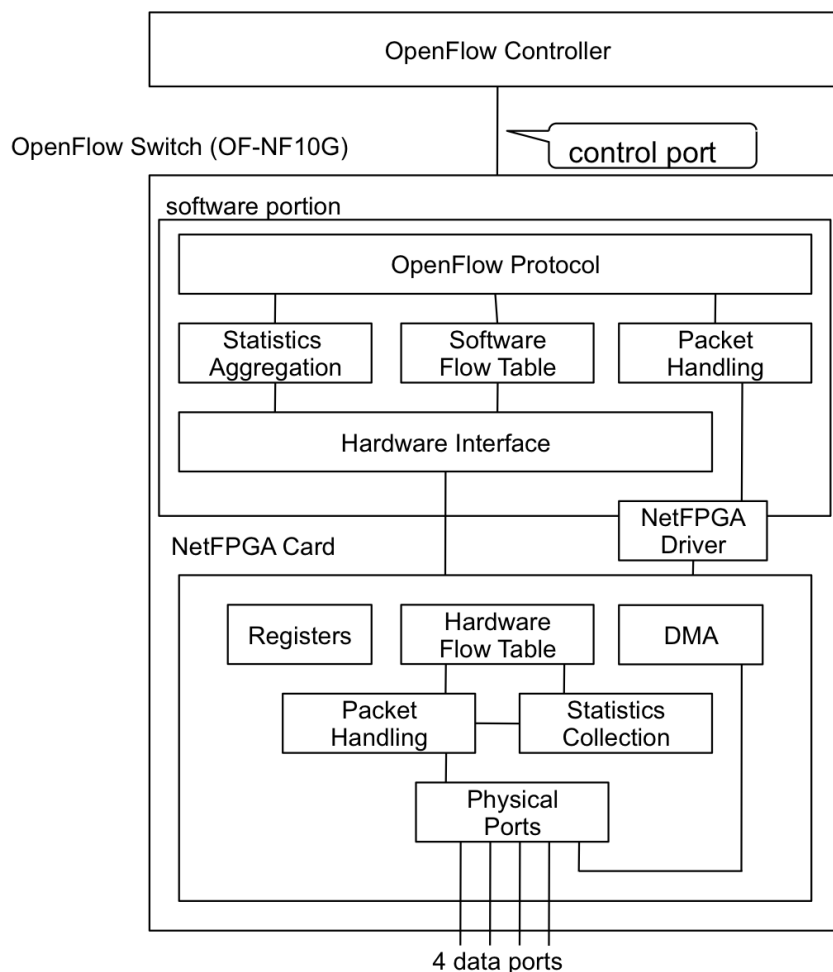 OpenFlow Controller
control port
OpenFlow Switch (OF-NF10G)
software portion
OpenFlow Protocol
Statistics
Aggregation
Software
Flow Table
Packet
Handling
Hardware Interface
NetFPGA
Driver
NetFPGA Card
Registers
Hardware
Flow Table
DMA
Packet
Handling
Statistics
Collection
Physical
Ports
4 data ports